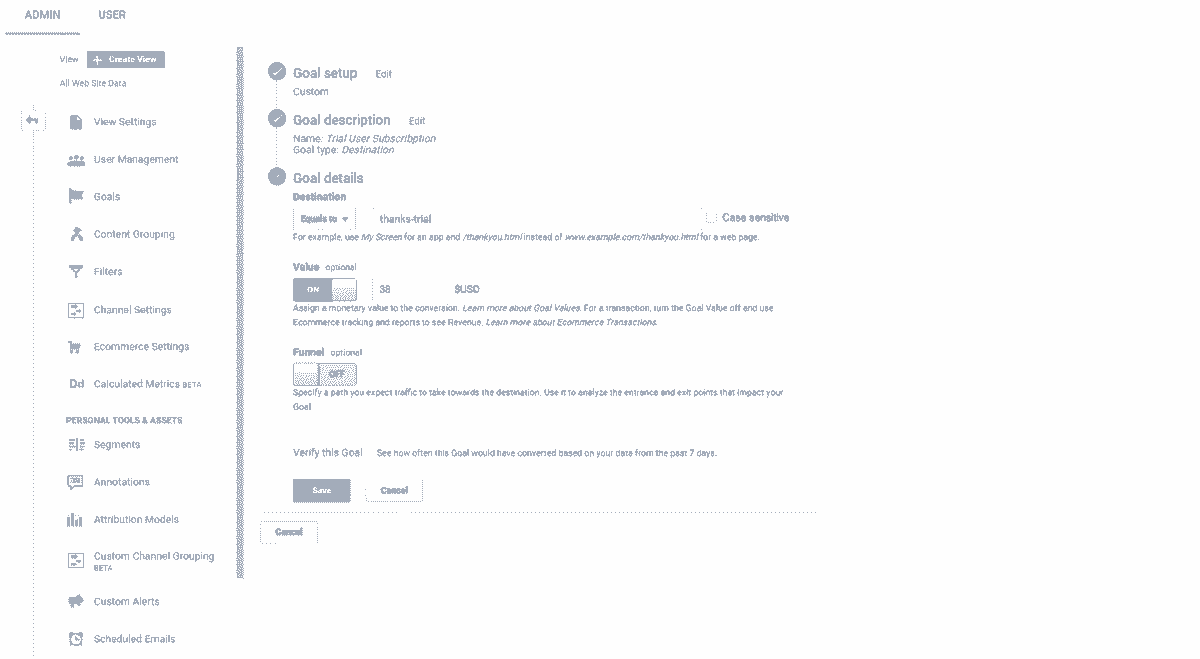 ADMIN USER
View + Create View
All Web Site Data
View Settings
User Management
Goals
Content Grouping
Filters
Channel Settings
Ecommerce Settings
Dd Calculated Metrics BETA
PERSONAL TOOLS & ASSETS
Segments
Annotations
Attribution Models
Custom Channel Grouping
BETA
Custom Alerts
Scheduled Emails
Goal setup Edit
Custom
Goal description Edit
Name: Trial User Subscribption
Goal type: Destination
Goal details
Destination
Equals to thanks-trial Case sensitive
For example, use My Screen for an app and /thankyou.html instead of www.example.com/thankyou.html for a web page.
Value optional
ON 38 $USD
Assign a monetary value to the conversion. Learn more about Goal Values. For a transaction, turn the Goal Value off and use
Ecommerce tracking and reports to see Revenue. Learn more about Ecommerce Transactions.
Funnel optional
OFF
Specify a path you expect traffic to take towards the destination. Use it to analyze the entrance and exit points that impact your
Goal
Verify this Goal See how often this Goal would have converted based on your data from the past 7 days.
Save Cancel
Cancel